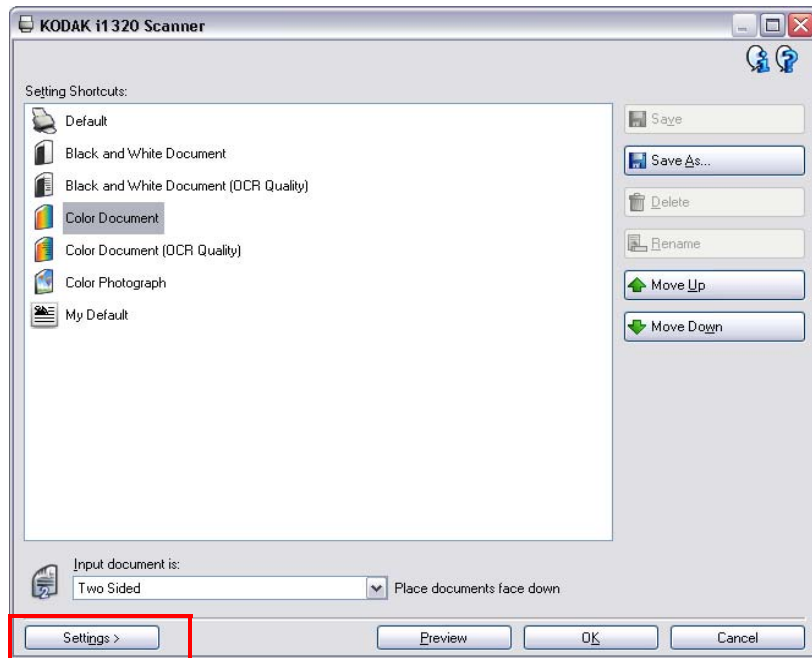 KODAK i1320 Scanner
Setting Shortcuts:
Default
Black and White Document
Black and White Document (OCR Quality)
Color Document
Color Document (OCR Quality)
Color Photograph
My Default
Save
Save As...
Delete
Rename
Move Up
Move Down
Input document is:
2
Two Sided
Place documents face down
Settings >
Preview
OK
Cancel